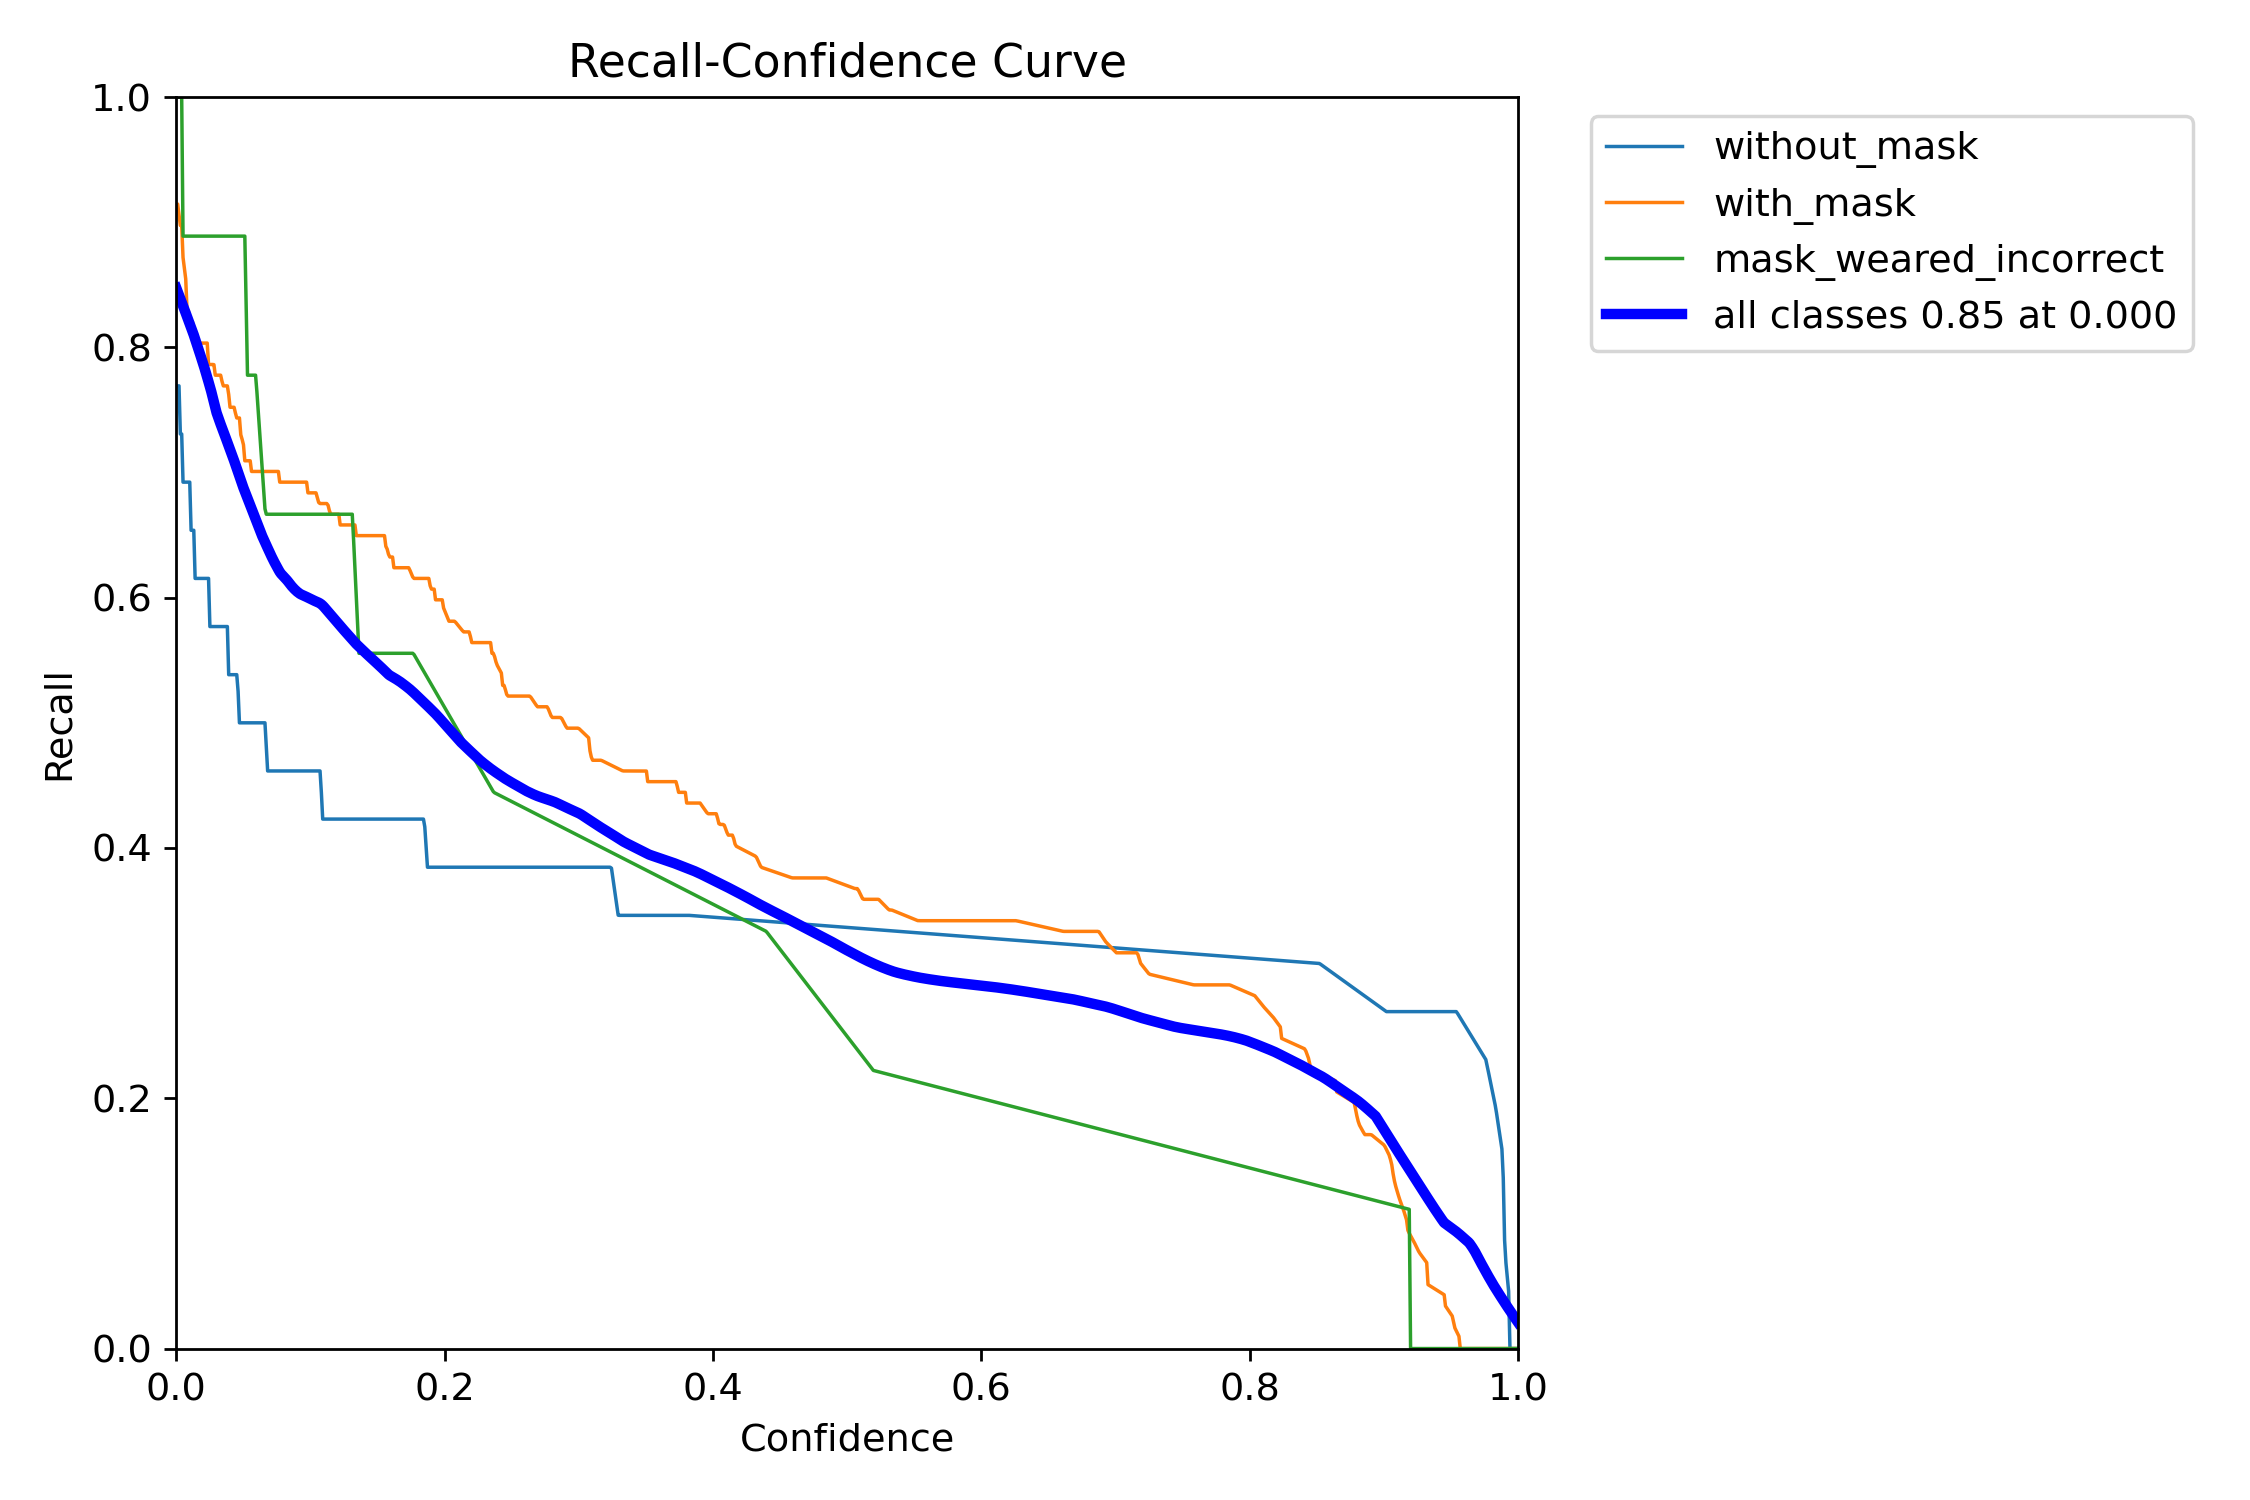 Recall-Confidence Curve
1.0
0.8
0.6
0.4
0.2
0.0
Recall
0.0 0.2 0.4 0.6 0.8 1.0
Confidence
without_mask
with_mask
mask_weared_incorrect
all classes 0.85 at 0.000